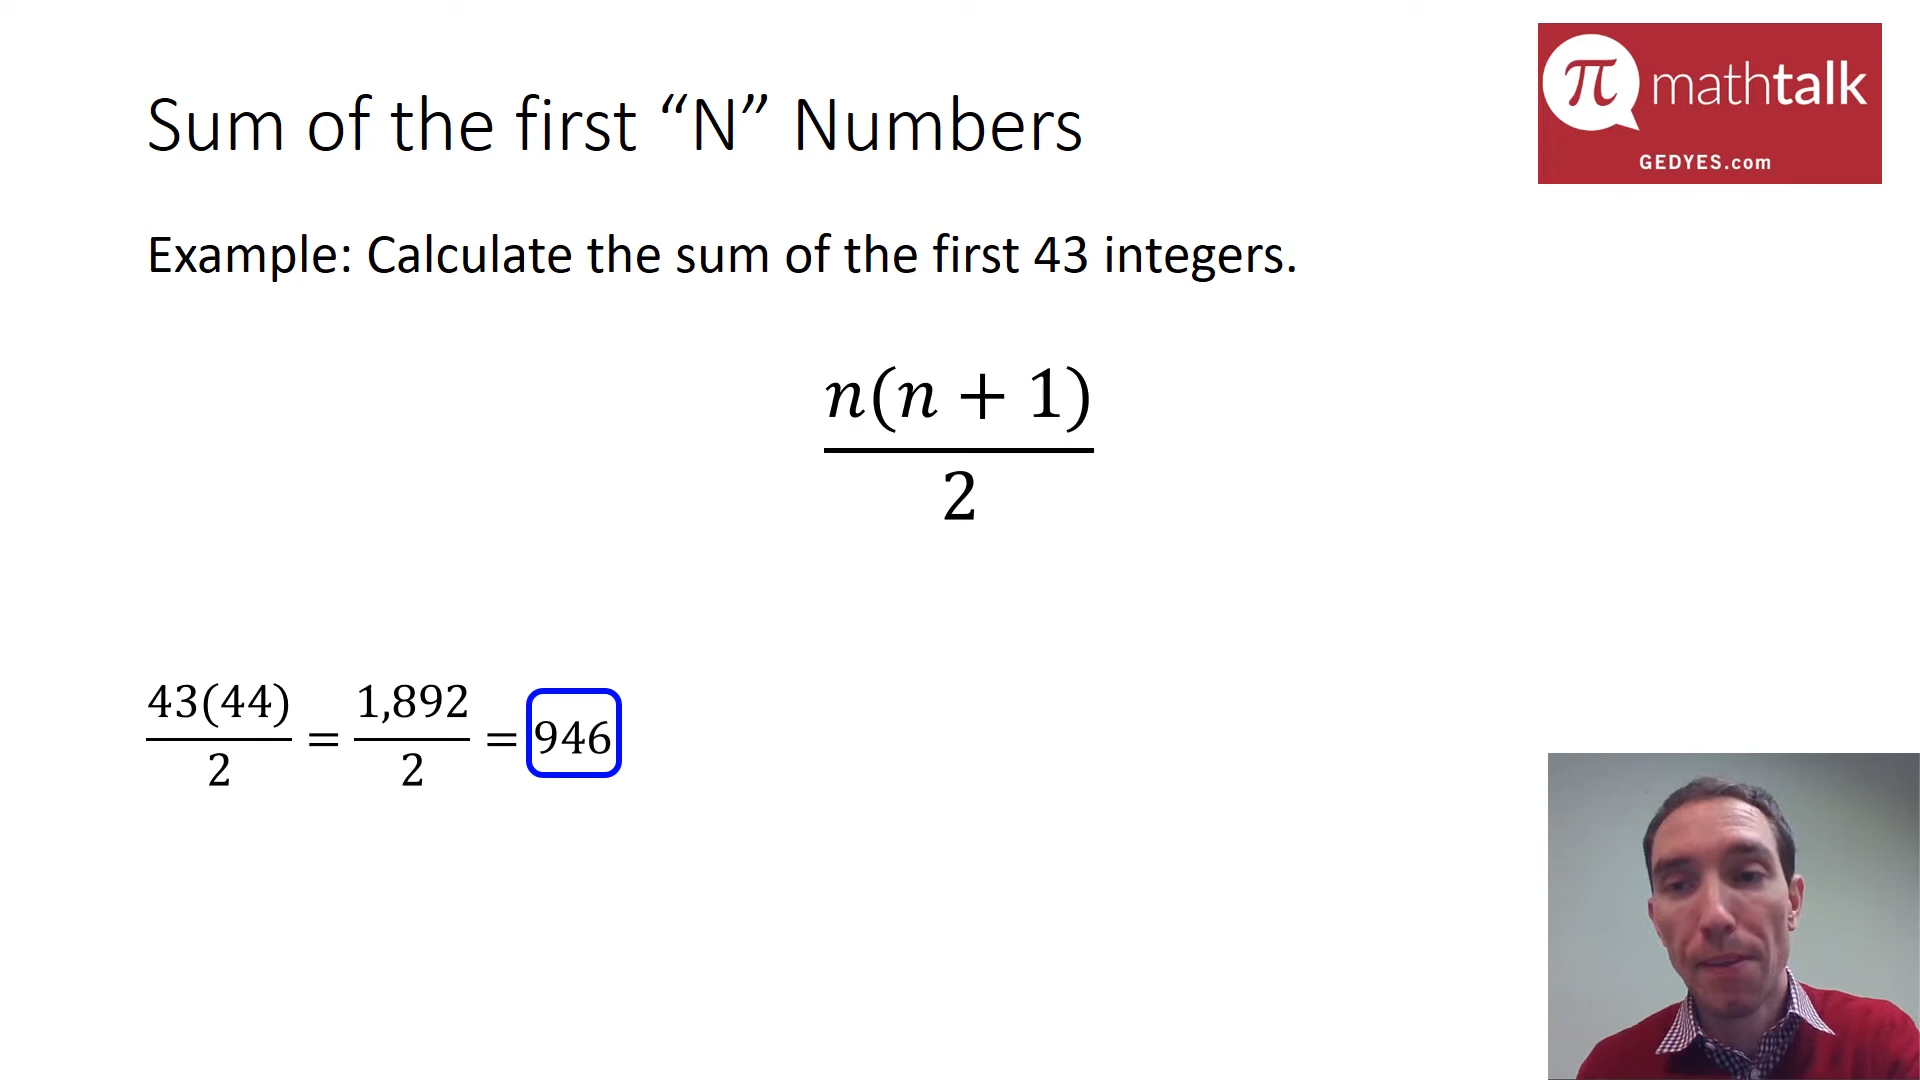 Sum of the first “N” Numbers
π mathtalk
GEDYES.com
Example: Calculate the sum of the first 43 integers.
n(n + 1)
2
43(44) / 2 = 1,892 / 2 = 946